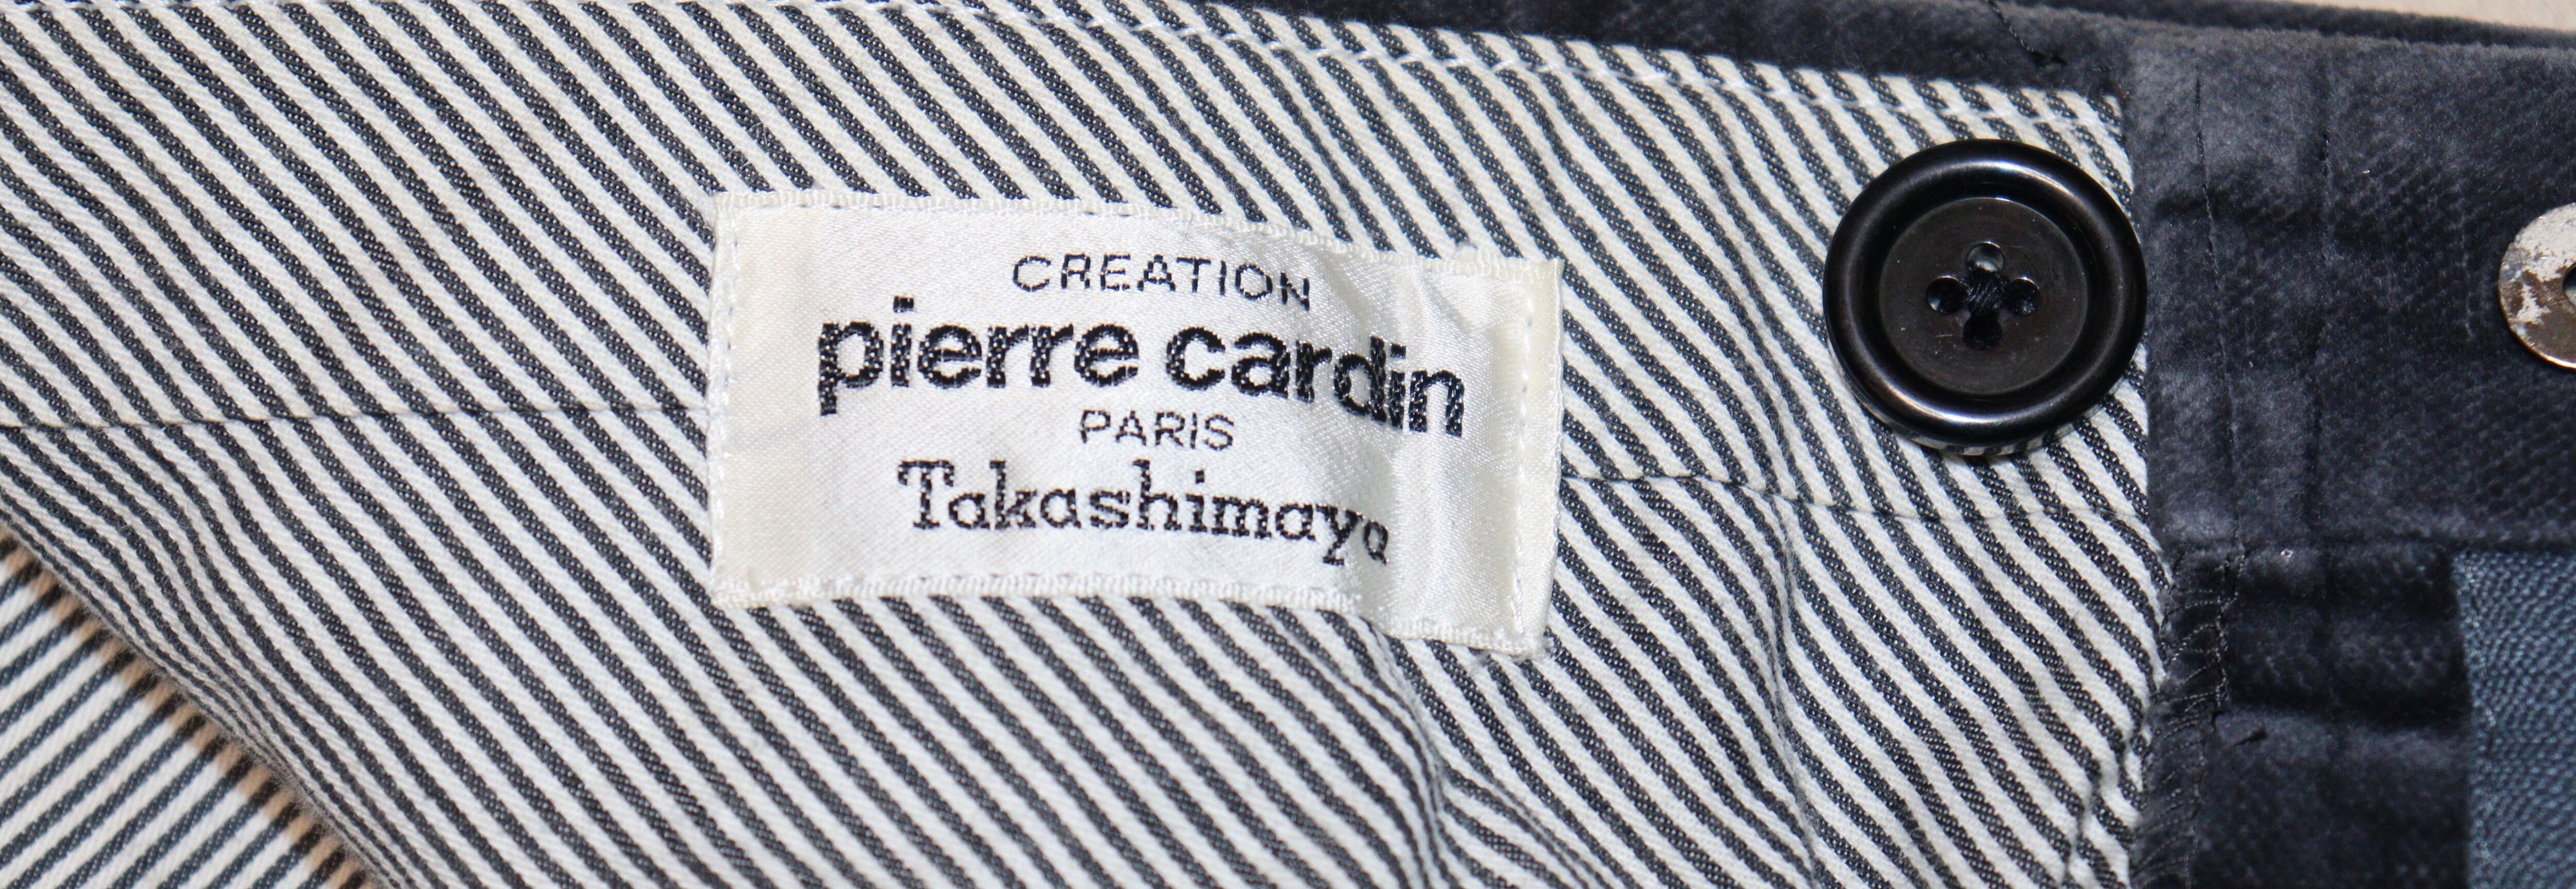 CREATION
pierre cardin
PARIS
Takashimaya